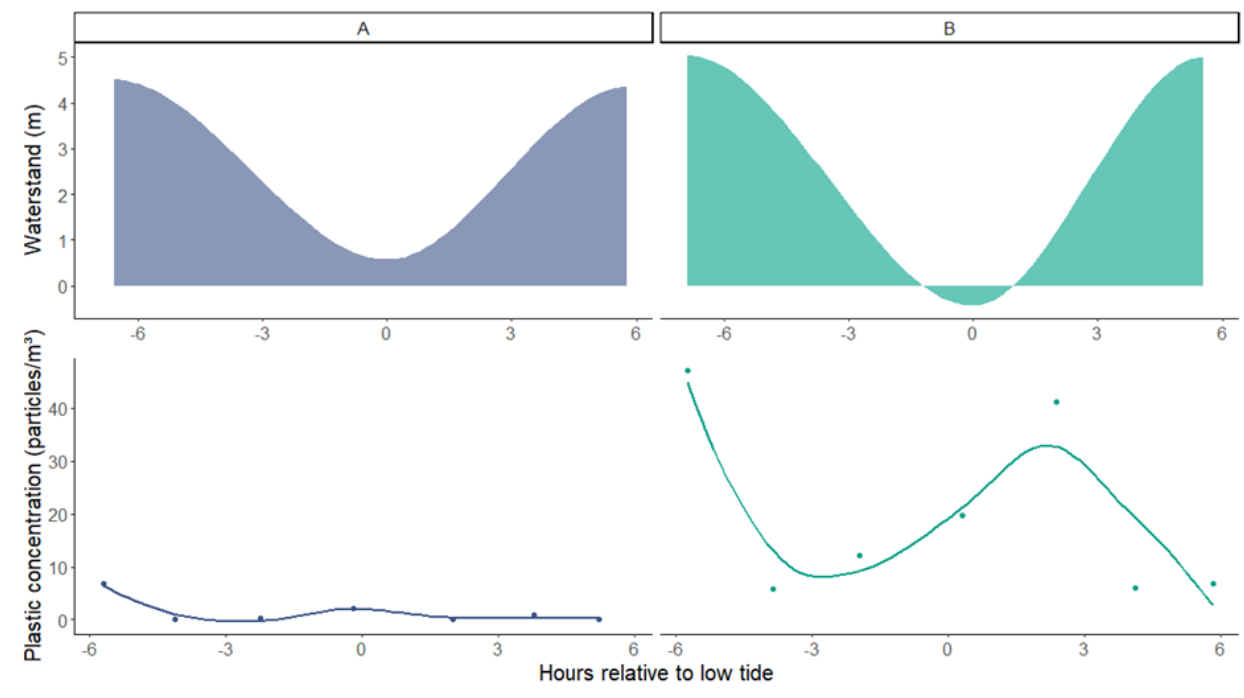 A
B
Waterstand (m)
5
4
3
2
1
0
-6 -3 0 3 6
-6 -3 0 3 6
Plastic concentration (particles/m³)
40
30
20
10
0
-6 -3 0 3 6
-6 -3 0 3 6
Hours relative to low tide